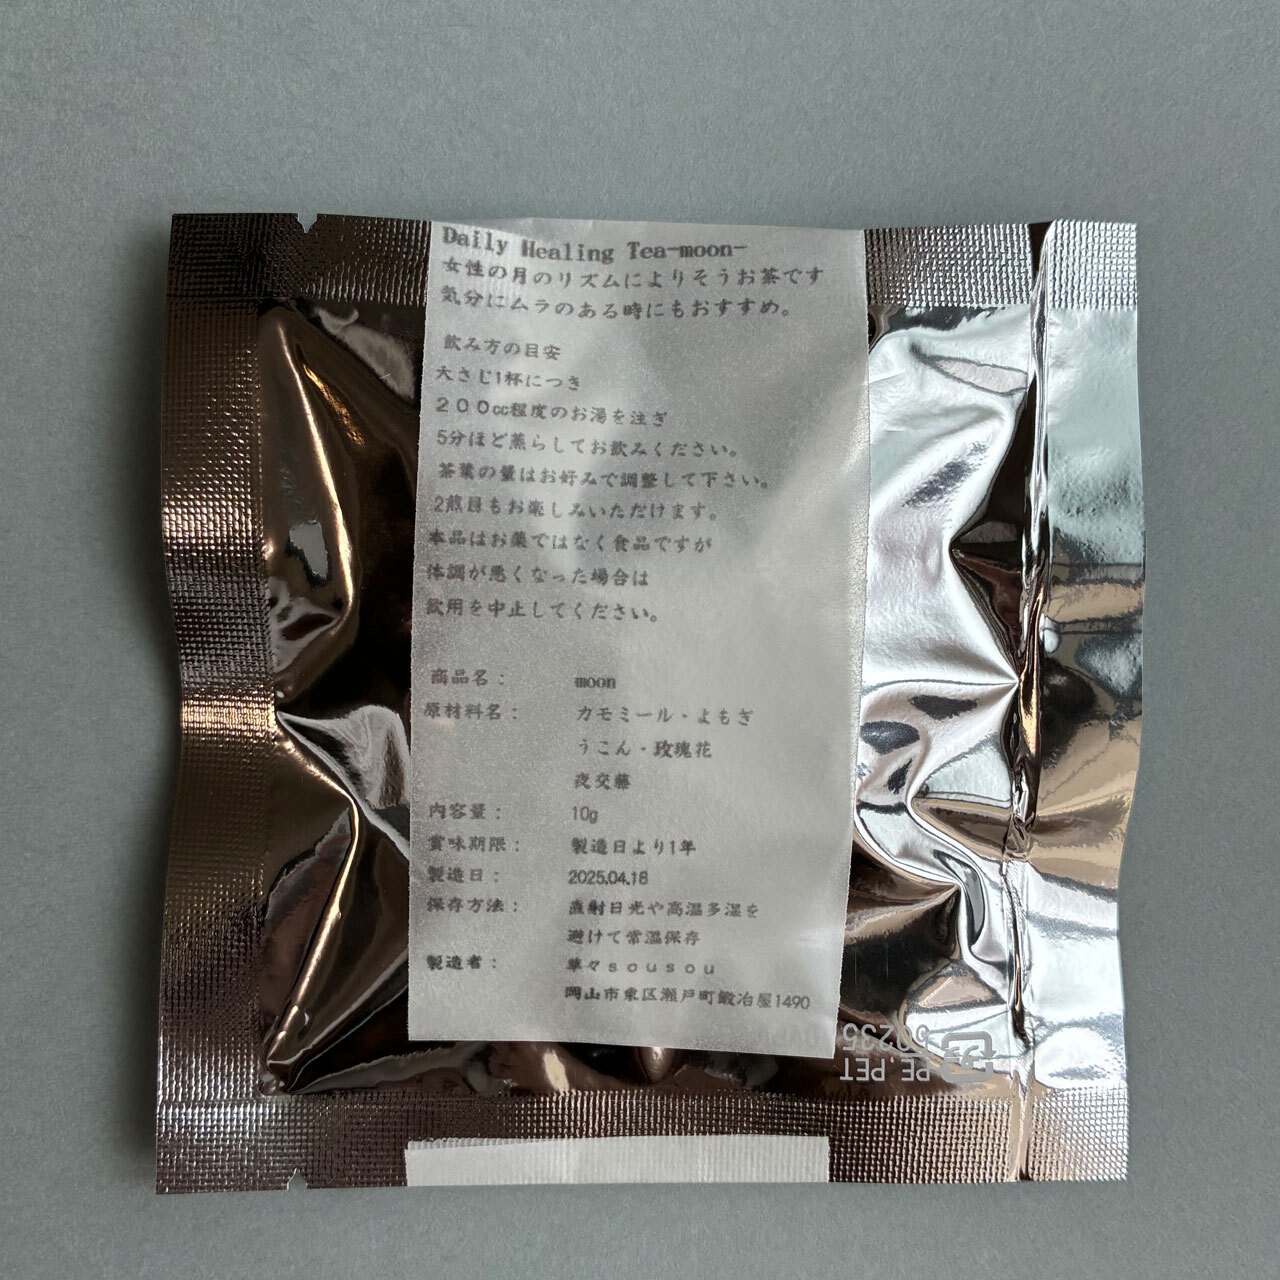 Daily Healing Tea-moon-
女性の月のリズムによりそうお茶です
気分にムラのある時にもおすすめ。
飲み方の目安
大さじ1杯につき
200cc程度のお湯を注ぎ
5分ほど蒸らしてお飲みください。
茶葉の量はお好みで調整して下さい。
2煎目もお楽しみいただけます。
本品はお薬ではなく食品ですが
体調が悪くなった場合は
飲用を中止してください。
商品名： moon
原材料名： カモミール・よもぎ
うこん・玫瑰花
夜交藤
内容量： 10g
賞味期限： 製造日より1年
製造日： 2025.04.18
保存方法： 直射日光や高温多湿を
避けて常温保存
製造者： 草々sousou
岡山市東区瀬戸町鍛冶屋1490
PE, PET